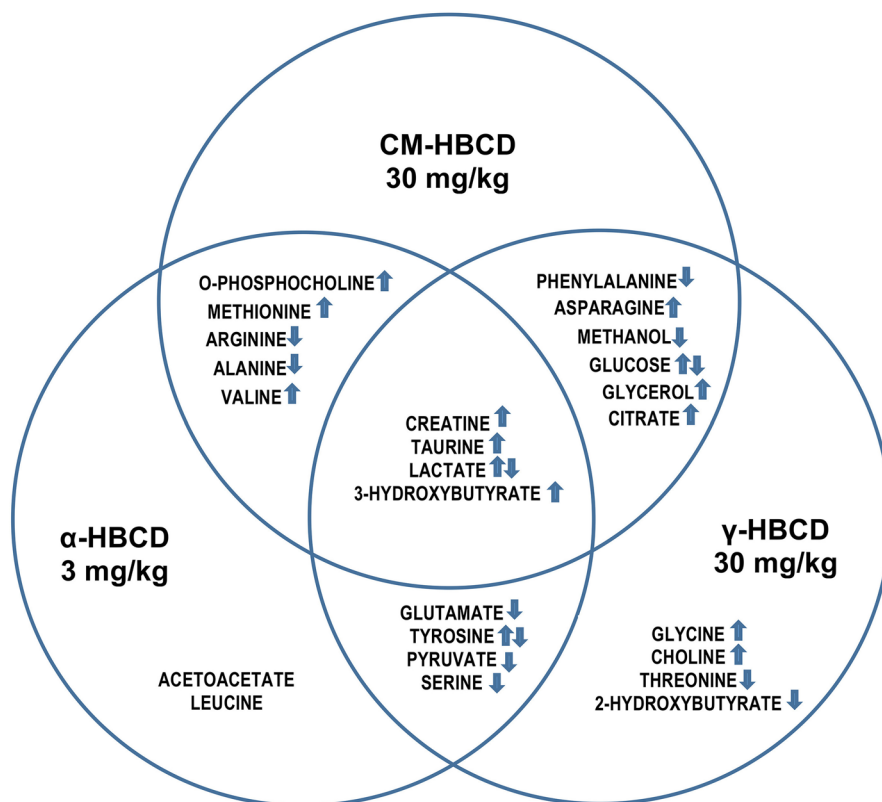 CM-HBCD
30 mg/kg
O-PHOSPHOCHOLINE
METHIONINE
ARGININE
ALANINE
VALINE
PHENYLALANINE
ASPARAGINE
METHANOL
GLUCOSE
GLYCEROL
CITRATE
CREATINE
TAURINE
LACTATE
3-HYDROXYBUTYRATE
α-HBCD
3 mg/kg
γ-HBCD
30 mg/kg
GLUTAMATE
TYROSINE
PYRUVATE
SERINE
GLYCINE
CHOLINE
THREONINE
2-HYDROXYBUTYRATE
ACETOACETATE
LEUCINE